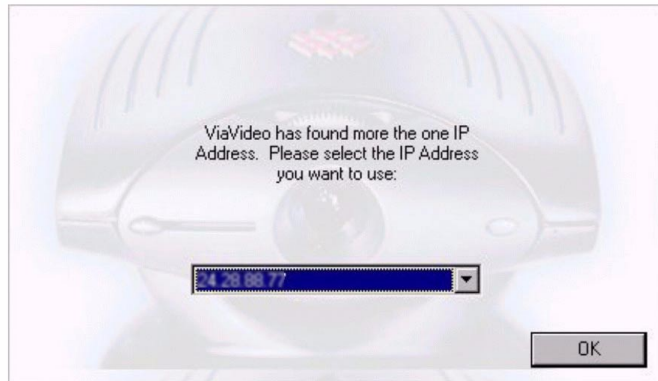 ViaVideo has found more the one IP
Address. Please select the IP Address
you want to use:
24.28.88.77
OK